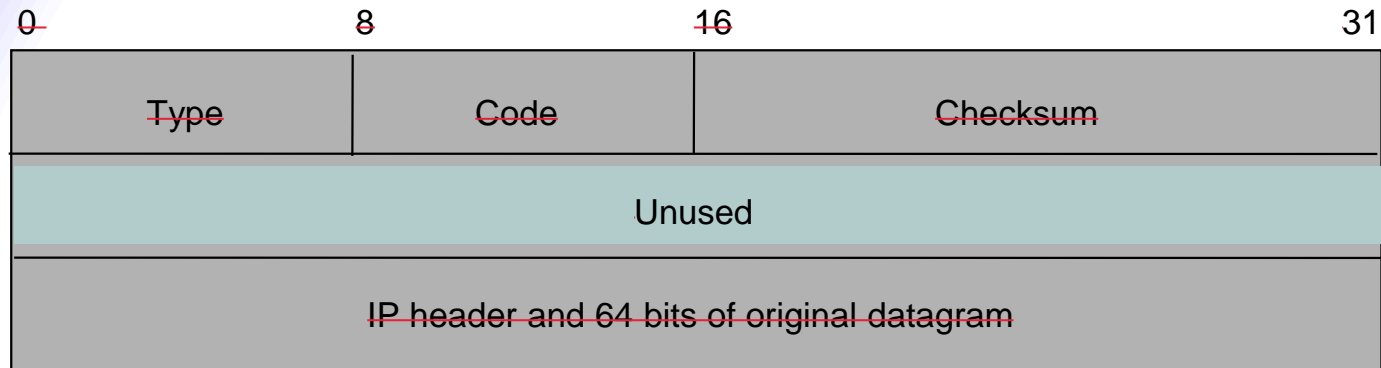 0 8 16 31
Type Code Checksum
Unused
IP header and 64 bits of original datagram